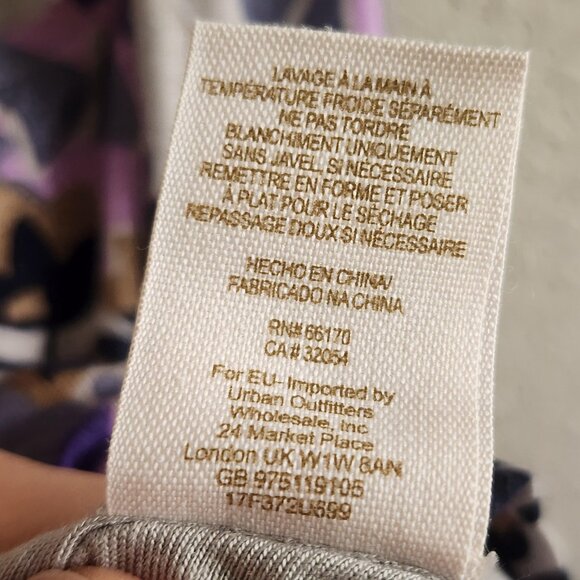 LAVAGE À LA MAIN À
TEMPÉRATURE FROIDE SÉPARÉMENT
NE PAS TORDRE
BLANCHIMENT UNIQUEMENT
SANS JAVEL, SI NECESSAIRE
REMETTRE EN FORME ET POSER
À PLAT POUR LE SÉCHAGE
REPASSAGE DOUX SI NÉCESSAIRE
HECHO EN CHINA/
FABRICADO NA CHINA
RN# 66170
CA # 32054
For EU- Imported by
Urban Outfitters
Wholesale, Inc
24 Market Place
London UK W1W 8AN
GB 975119105
17F372U699